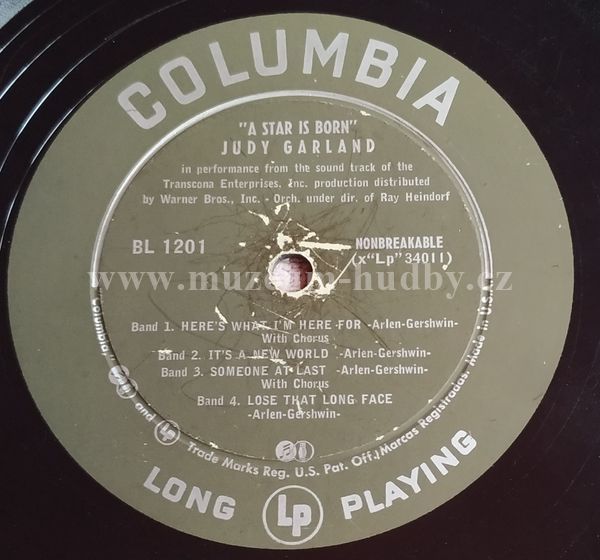 COLUMBIA
"A STAR IS BORN"
JUDY GARLAND
in performance from the sound track of the
Transcona Enterprises, Inc. production distributed
by Warner Bros., Inc. - Orch. under dir. of Ray Heindorf
BL 1201
NONBREAKABLE
(x"Lp"34011)
www.muzeum-hudby.cz
Band 1. HERE'S WHAT I'M HERE FOR -Arlen-Gershwin-
With Chorus
Band 2. IT'S A NEW WORLD -Arlen-Gershwin-
Band 3. SOMEONE AT LAST -Arlen-Gershwin-
With Chorus
Band 4. LOSE THAT LONG FACE
-Arlen-Gershwin-
"Columbia," and Lp Trade Marks Reg. U.S. Pat. Off. Marcas Registradas Made in U.S.
LONG Lp PLAYING